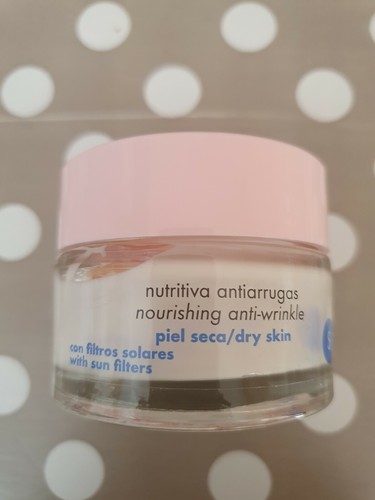 nutritiva antiarrugas
nourishing anti-wrinkle
piel seca/dry skin
con filtros solares
with sun filters